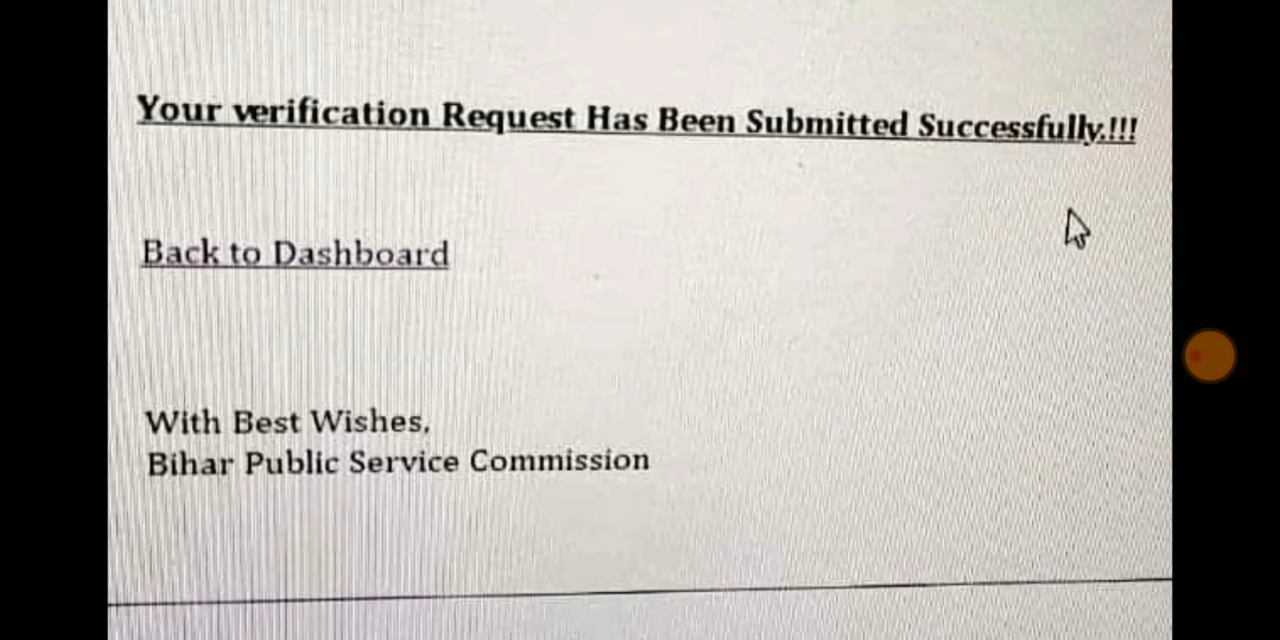 Your verification Request Has Been Submitted Successfully.!!!
Back to Dashboard
With Best Wishes,
Bihar Public Service Commission